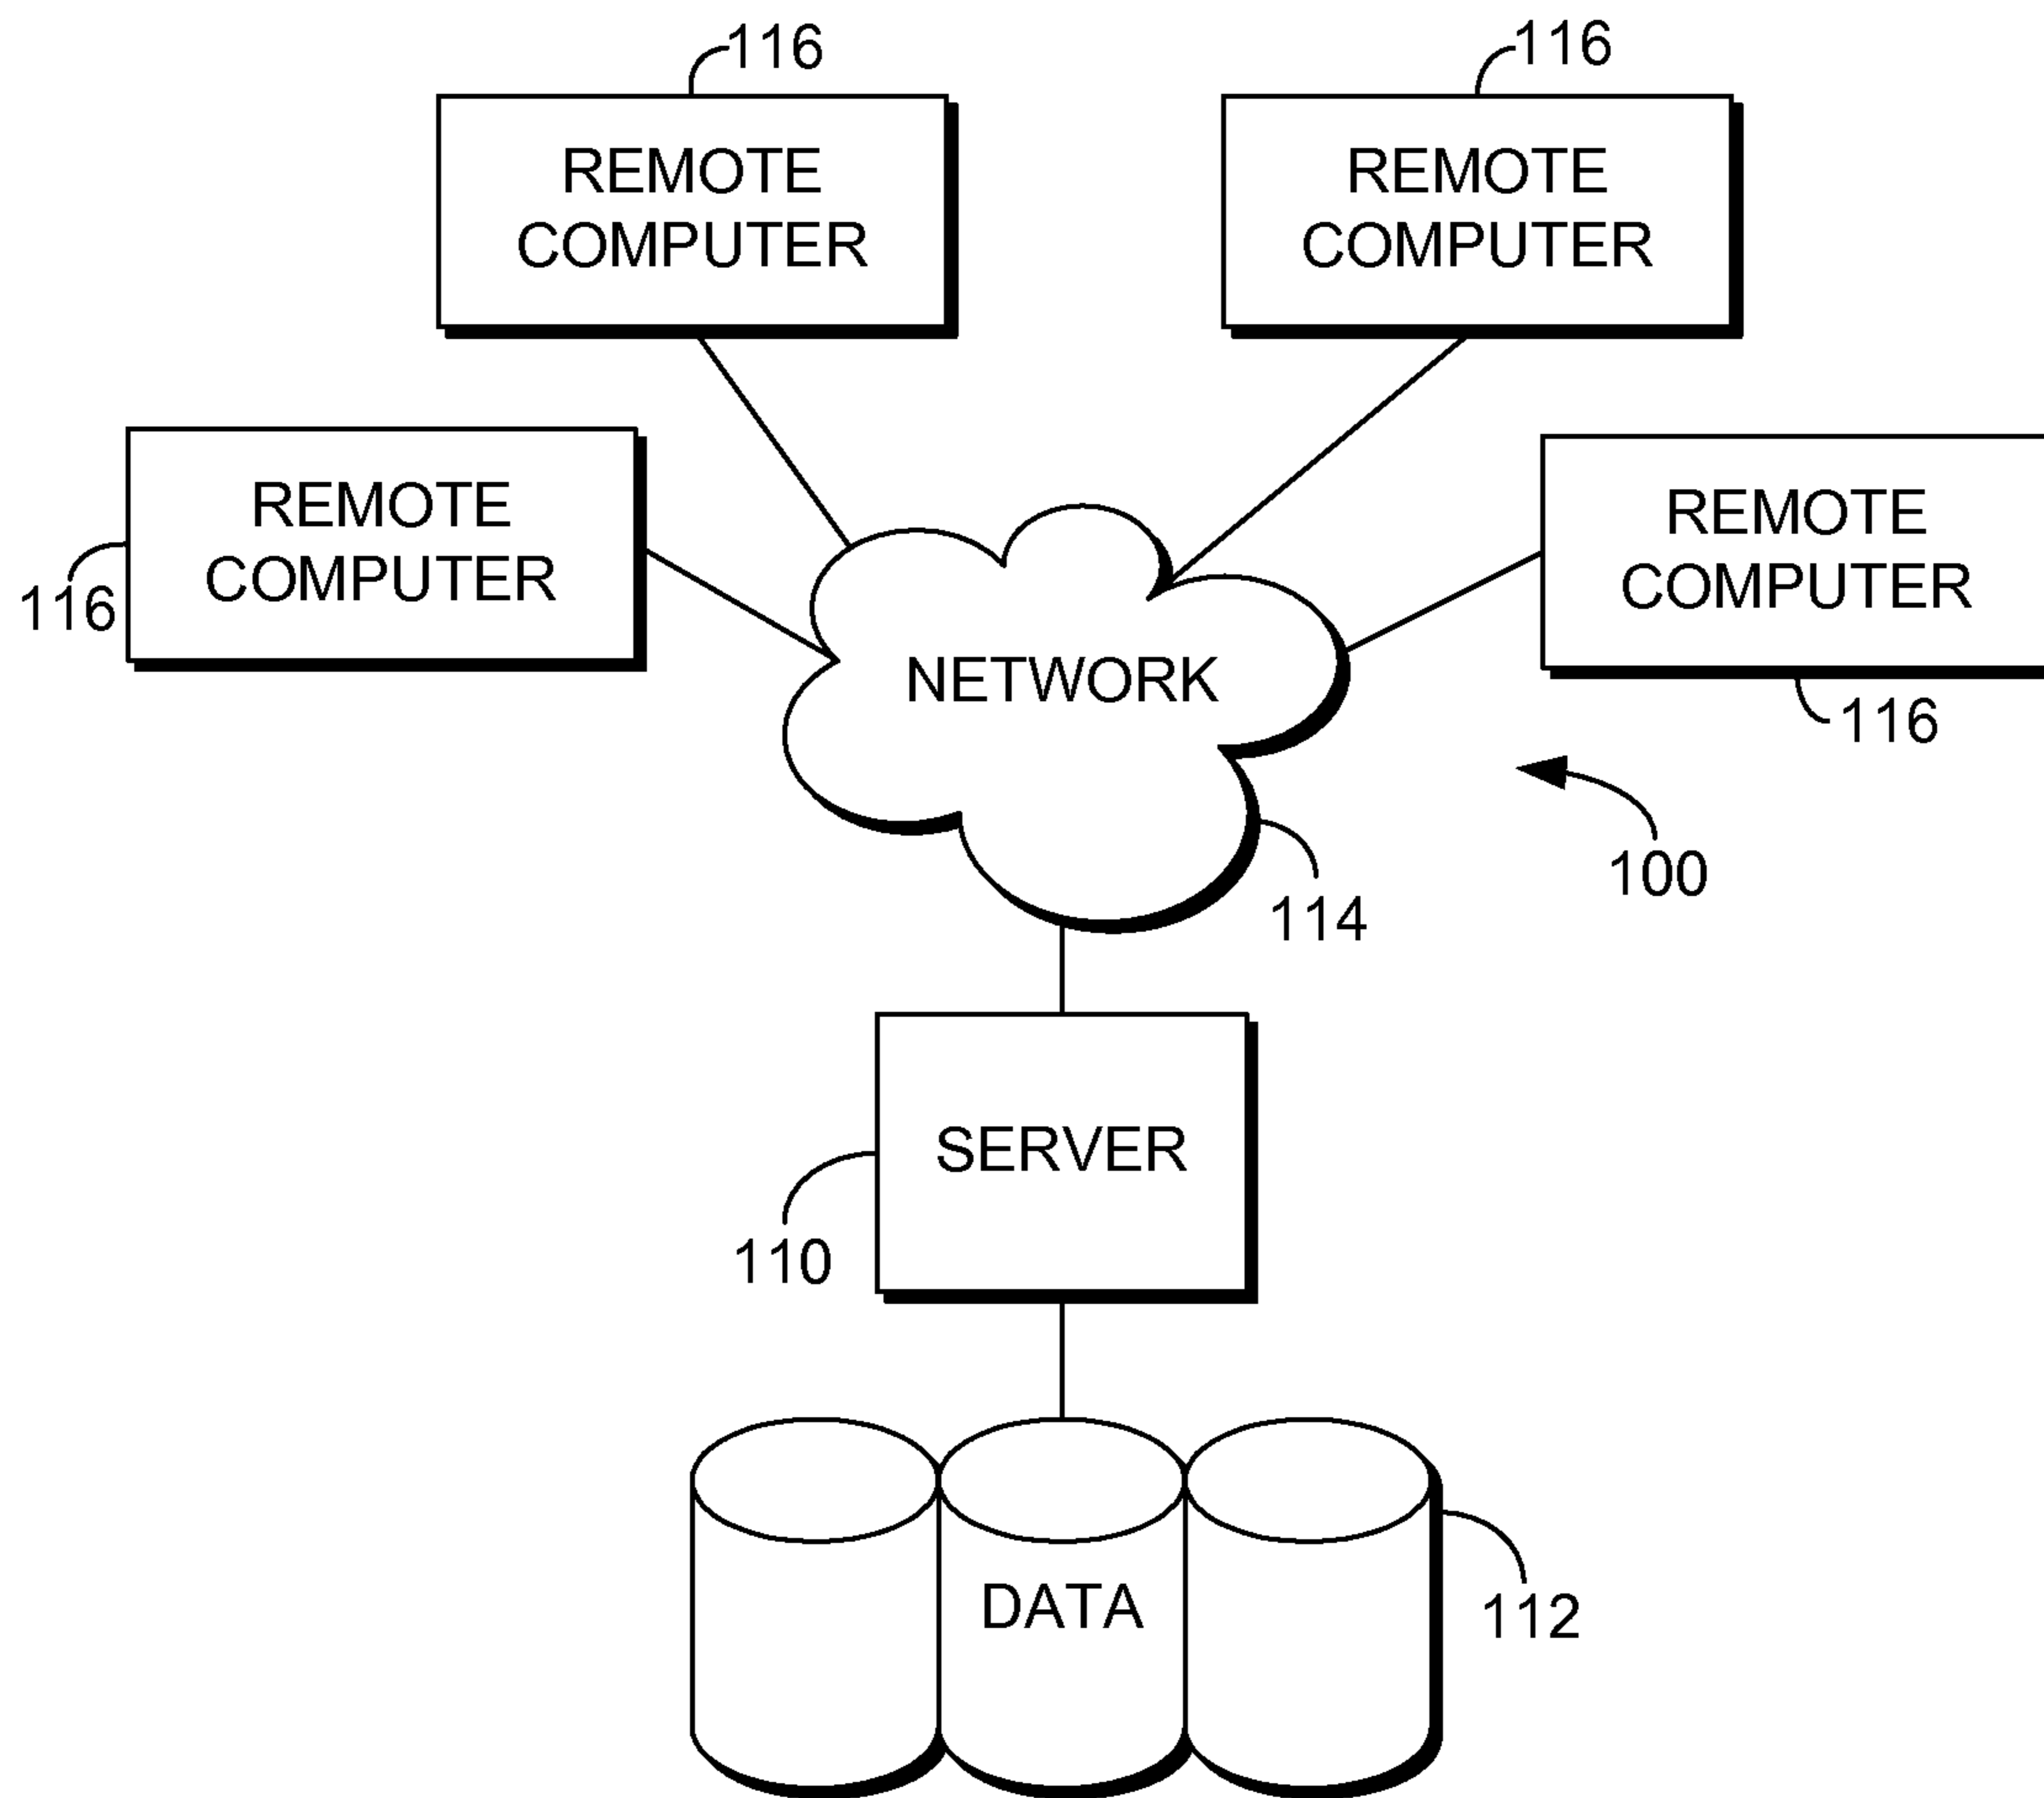 116
116
REMOTE
COMPUTER
REMOTE
COMPUTER
REMOTE
COMPUTER
116
REMOTE
COMPUTER
116
NETWORK
100
114
SERVER
110
DATA
112